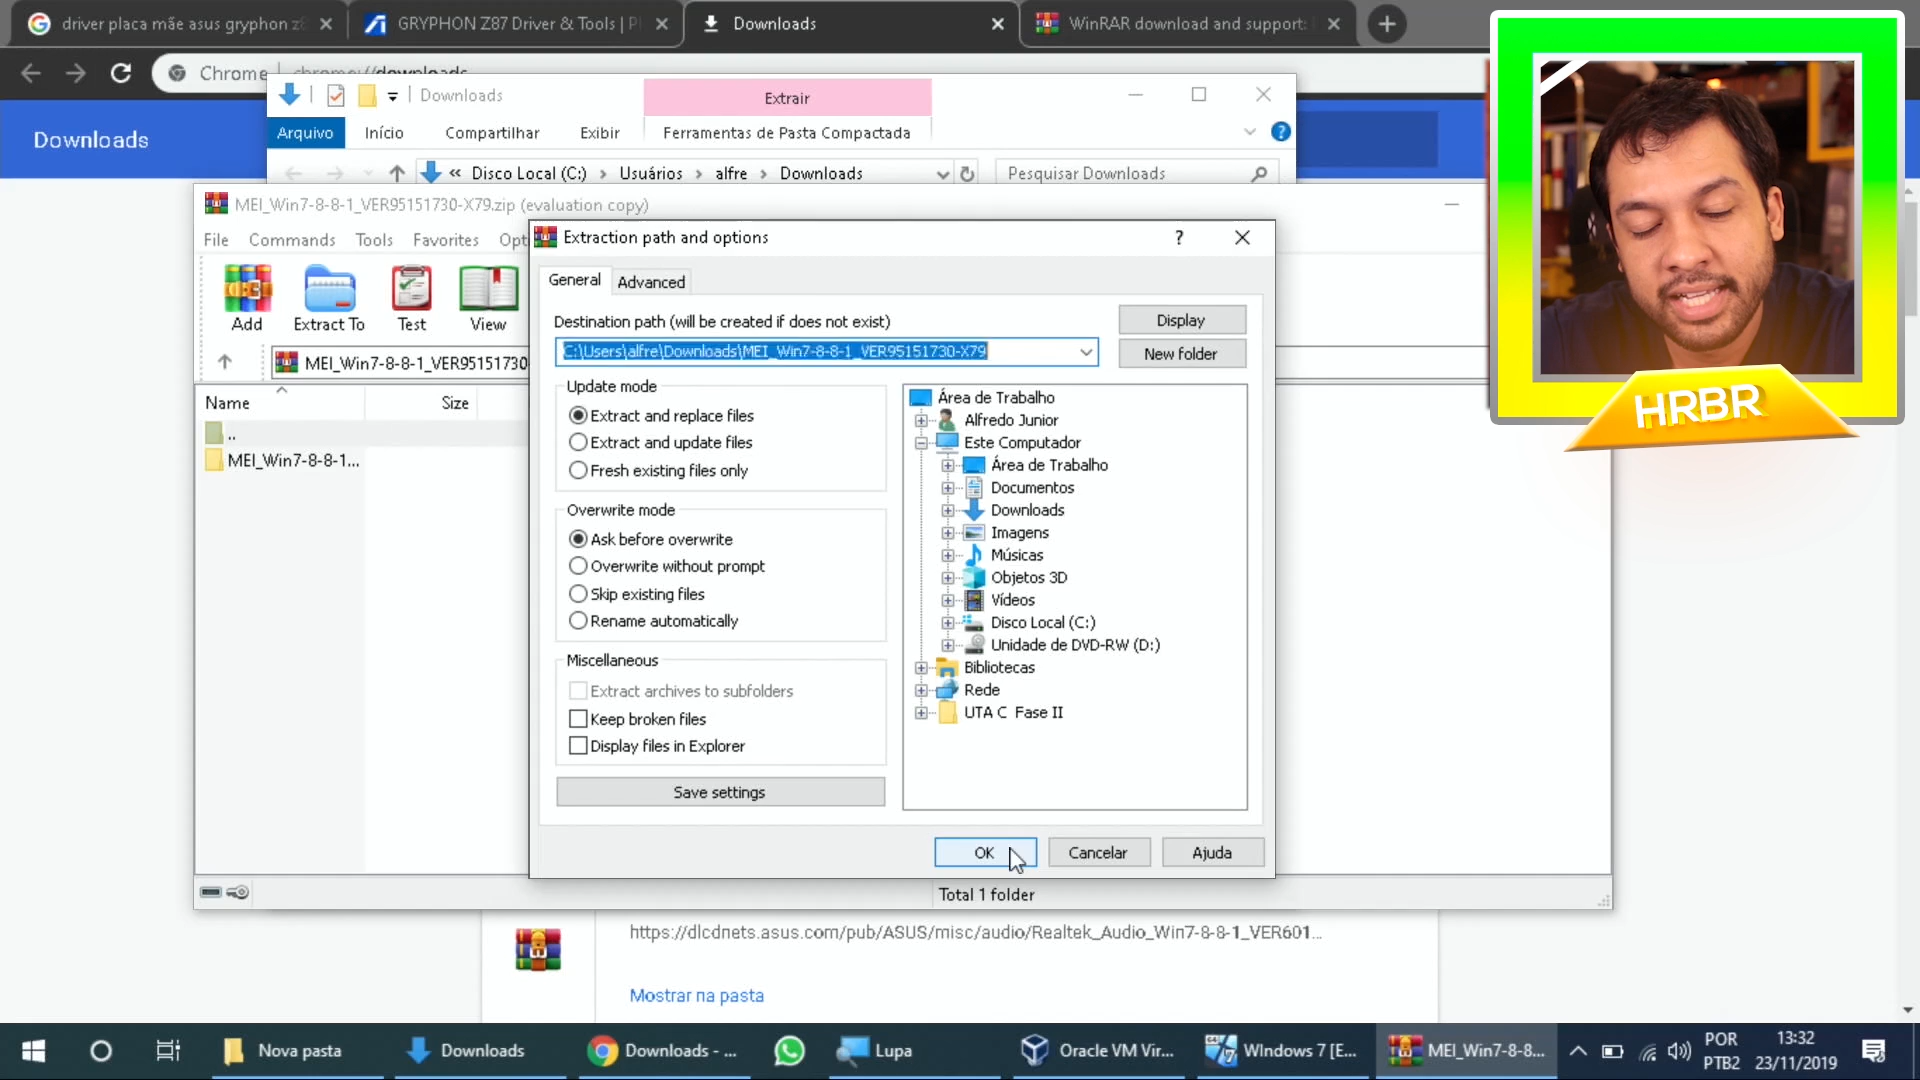 driver placa mãe asus gryphon z8
GRYPHON Z87 Driver & Tools |
Downloads
WinRAR download and support:
Chrome
chrome://downloads
Downloads
Downloads
Extrair
Arquivo
Início
Compartilhar
Exibir
Ferramentas de Pasta Compactada
« Disco Local (C:) > Usuários > alfre > Downloads
Pesquisar Downloads
MEI_Win7-8-8-1_VER95151730-X79.zip (evaluation copy)
File
Commands
Tools
Favorites
Add
Extract To
Test
View
MEI_Win7-8-8-1_VER95151730
Name
Size
..
MEI_Win7-8-8-1...
Extraction path and options
?
General
Advanced
Destination path (will be created if does not exist)
Display
C:\Users\alfre\Downloads\MEI_Win7-8-8-1_VER95151730-X79
New folder
Update mode
Extract and replace files
Extract and update files
Fresh existing files only
Overwrite mode
Ask before overwrite
Overwrite without prompt
Skip existing files
Rename automatically
Miscellaneous
Extract archives to subfolders
Keep broken files
Display files in Explorer
Save settings
Área de Trabalho
Alfredo Junior
Este Computador
Área de Trabalho
Documentos
Downloads
Imagens
Músicas
Objetos 3D
Vídeos
Disco Local (C:)
Unidade de DVD-RW (D:)
Bibliotecas
Rede
UTA C Fase II
OK
Cancelar
Ajuda
Total 1 folder
https://dlcdnets.asus.com/pub/ASUS/misc/audio/Realtek_Audio_Win7-8-8-1_VER601...
Mostrar na pasta
HRBR
Nova pasta
Downloads
Downloads - ...
Lupa
Oracle VM Vir...
WIndows 7 [E...
MEI_Win7-8-8...
POR
PTB2
13:32
23/11/2019